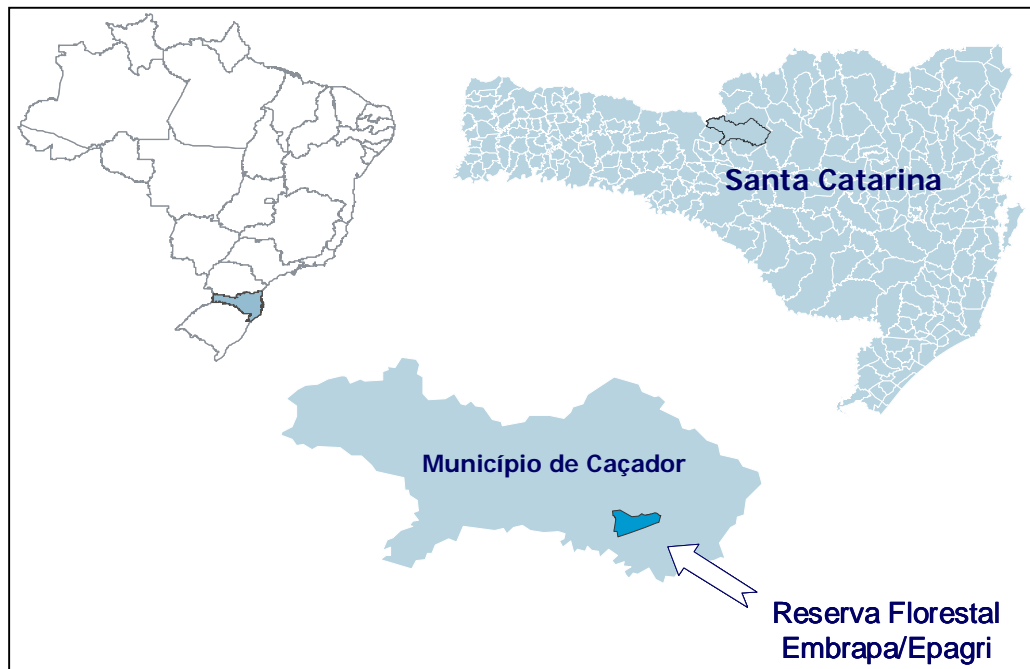 Santa Catarina
Município de Caçador
Reserva Florestal
Embrapa/Epagri